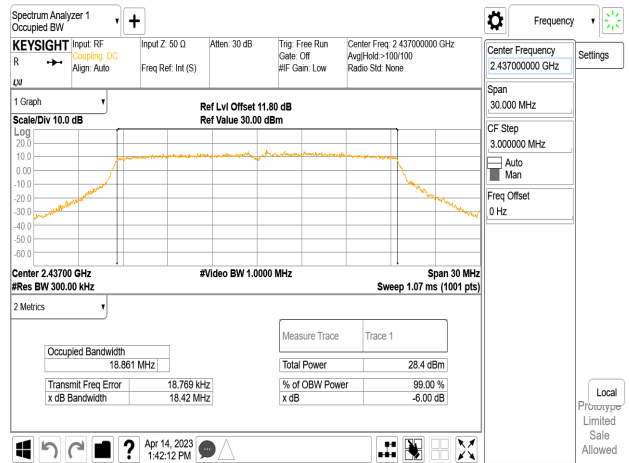 Spectrum Analyzer 1
Occupied BW
Frequency
KEYSIGHT
R
Input: RF
Coupling: DC
Align: Auto
Input Z: 50 Ω
Freq Ref: Int (S)
Atten: 30 dB
Trig: Free Run
Gate: Off
#IF Gain: Low
Center Freq: 2.437000000 GHz
Avg|Hold:>100/100
Radio Std: None
LXI
Center Frequency
2.437000000 GHz
Settings
Span
30.000 MHz
CF Step
3.000000 MHz
Auto
Man
Freq Offset
0 Hz
1 Graph
Scale/Div 10.0 dB
Ref Lvl Offset 11.80 dB
Ref Value 30.00 dBm
Log
20.0
10.0
0.00
-10.0
-20.0
-30.0
-40.0
-50.0
-60.0
Center 2.43700 GHz
#Res BW 300.00 kHz
#Video BW 1.0000 MHz
Span 30 MHz
Sweep 1.07 ms (1001 pts)
2 Metrics
Measure Trace Trace 1
Occupied Bandwidth
18.861 MHz
Total Power 28.4 dBm
Transmit Freq Error 18.769 kHz
% of OBW Power 99.00 %
x dB Bandwidth 18.42 MHz
x dB -6.00 dB
Local
Prototype
Limited
Sale
Allowed
?
Apr 14, 2023
1:42:12 PM